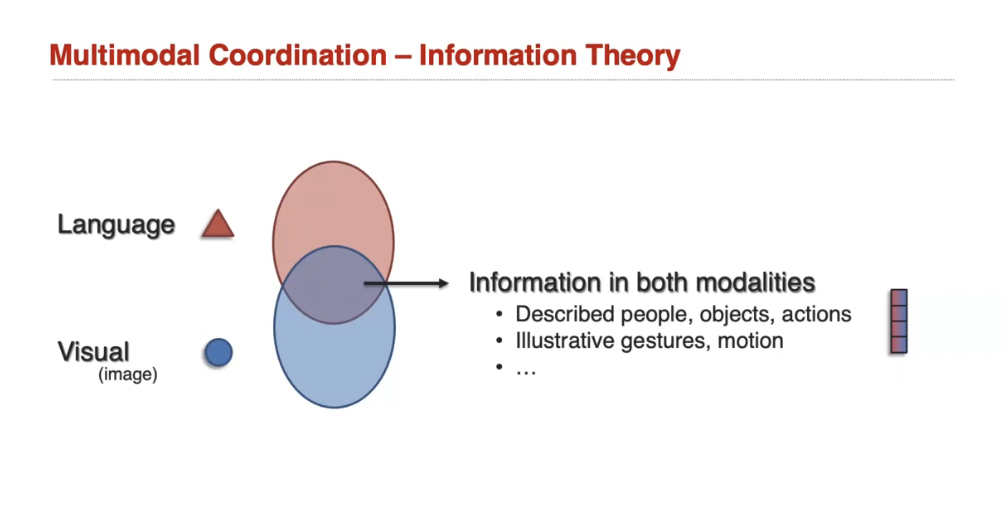 Multimodal Coordination – Information Theory
Language
Visual
(image)
Information in both modalities
• Described people, objects, actions
• Illustrative gestures, motion
• …